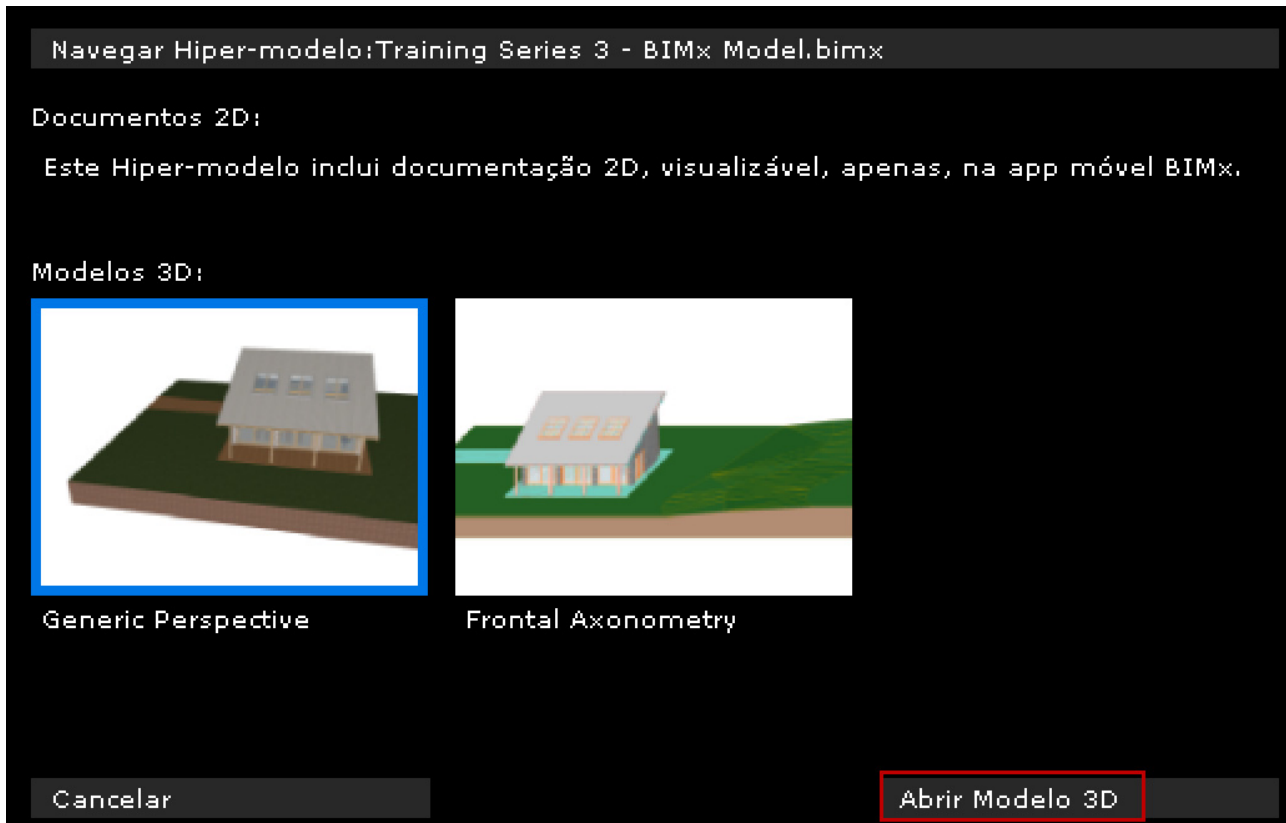 Navegar Hiper-modelo:Training Series 3 - BIMx Model.bimx
Documentos 2D:
Este Hiper-modelo inclui documentação 2D, visualizável, apenas, na app móvel BIMx.
Modelos 3D:
Generic Perspective
Frontal Axonometry
Cancelar
Abrir Modelo 3D